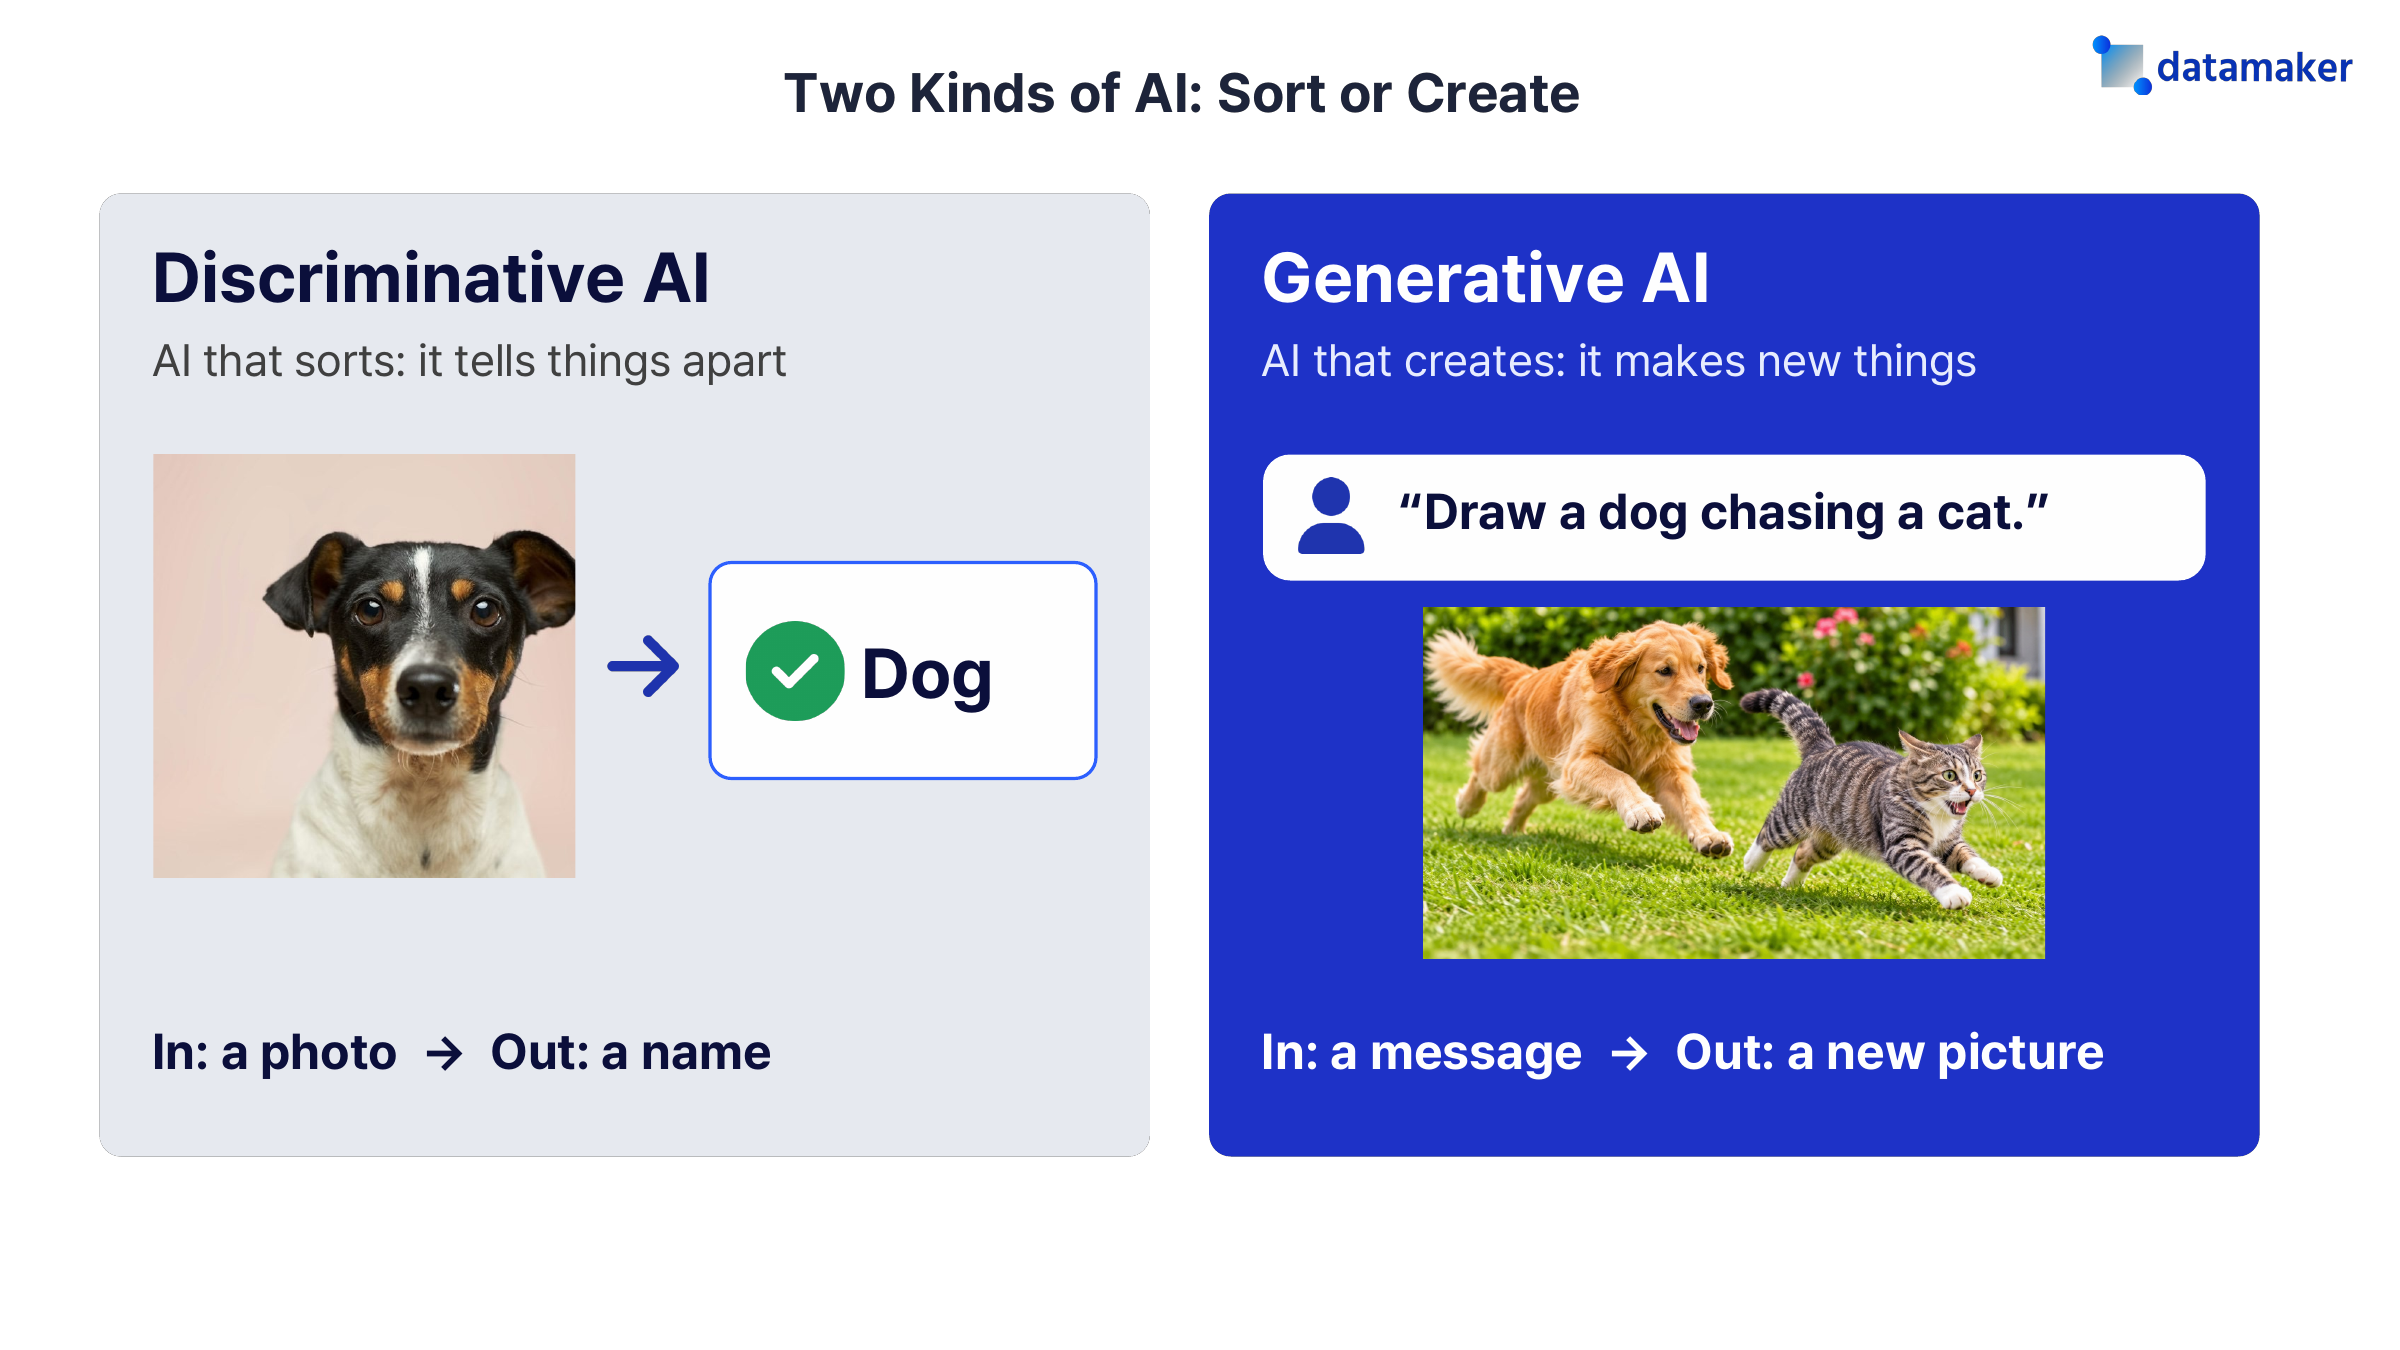 datamaker
Two Kinds of AI: Sort or Create
Discriminative AI
AI that sorts: it tells things apart
Dog
In: a photo → Out: a name
Generative AI
AI that creates: it makes new things
“Draw a dog chasing a cat.”
In: a message → Out: a new picture